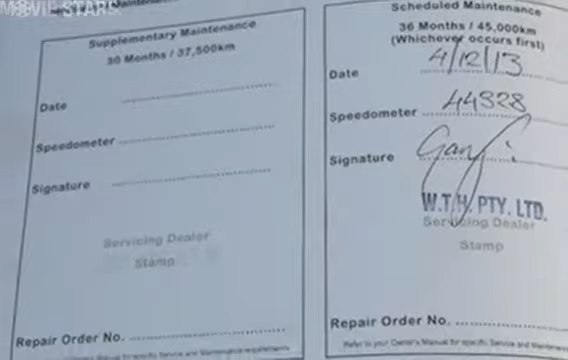 MOVIE STARS
Supplementary Maintenance
30 Months / 37,500km
Date
Speedometer
Signature
Servicing Dealer
Stamp
Repair Order No.
Scheduled Maintenance
36 Months / 45,000km
(Whichever occurs first)
Date 4/12/13
Speedometer 44328
Signature
W.T.H. PTY. LTD.
Servicing Dealer
Stamp
Repair Order No.
Refer to your Owner's Manual for specific Service and Maintenance requirements